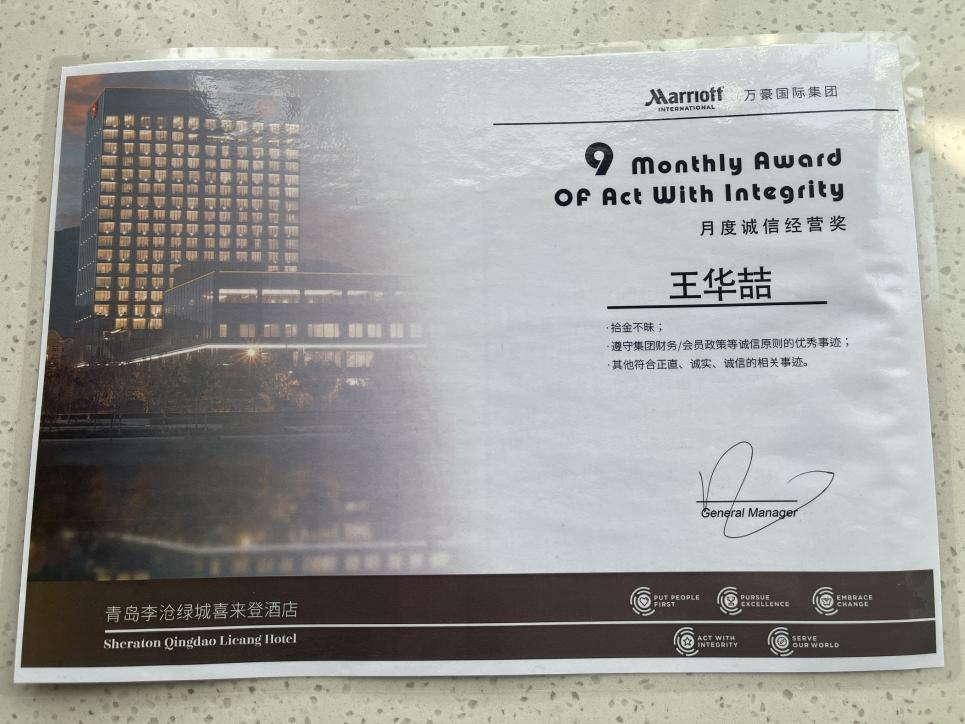 Marriott
INTERNATIONAL
万豪国际集团
9 Monthly Award
OF Act With Integrity
月度诚信经营奖
王华喆
·拾金不昧；
·遵守集团财务/会员政策等诚信原则的优秀事迹；
·其他符合正直、诚实、诚信的相关事迹。
General Manager
青岛李沧绿城喜来登酒店
Sheraton Qingdao Licang Hotel
PUT PEOPLE
FIRST
PURSUE
EXCELLENCE
EMBRACE
CHANGE
ACT WITH
INTEGRITY
SERVE
OUR WORLD